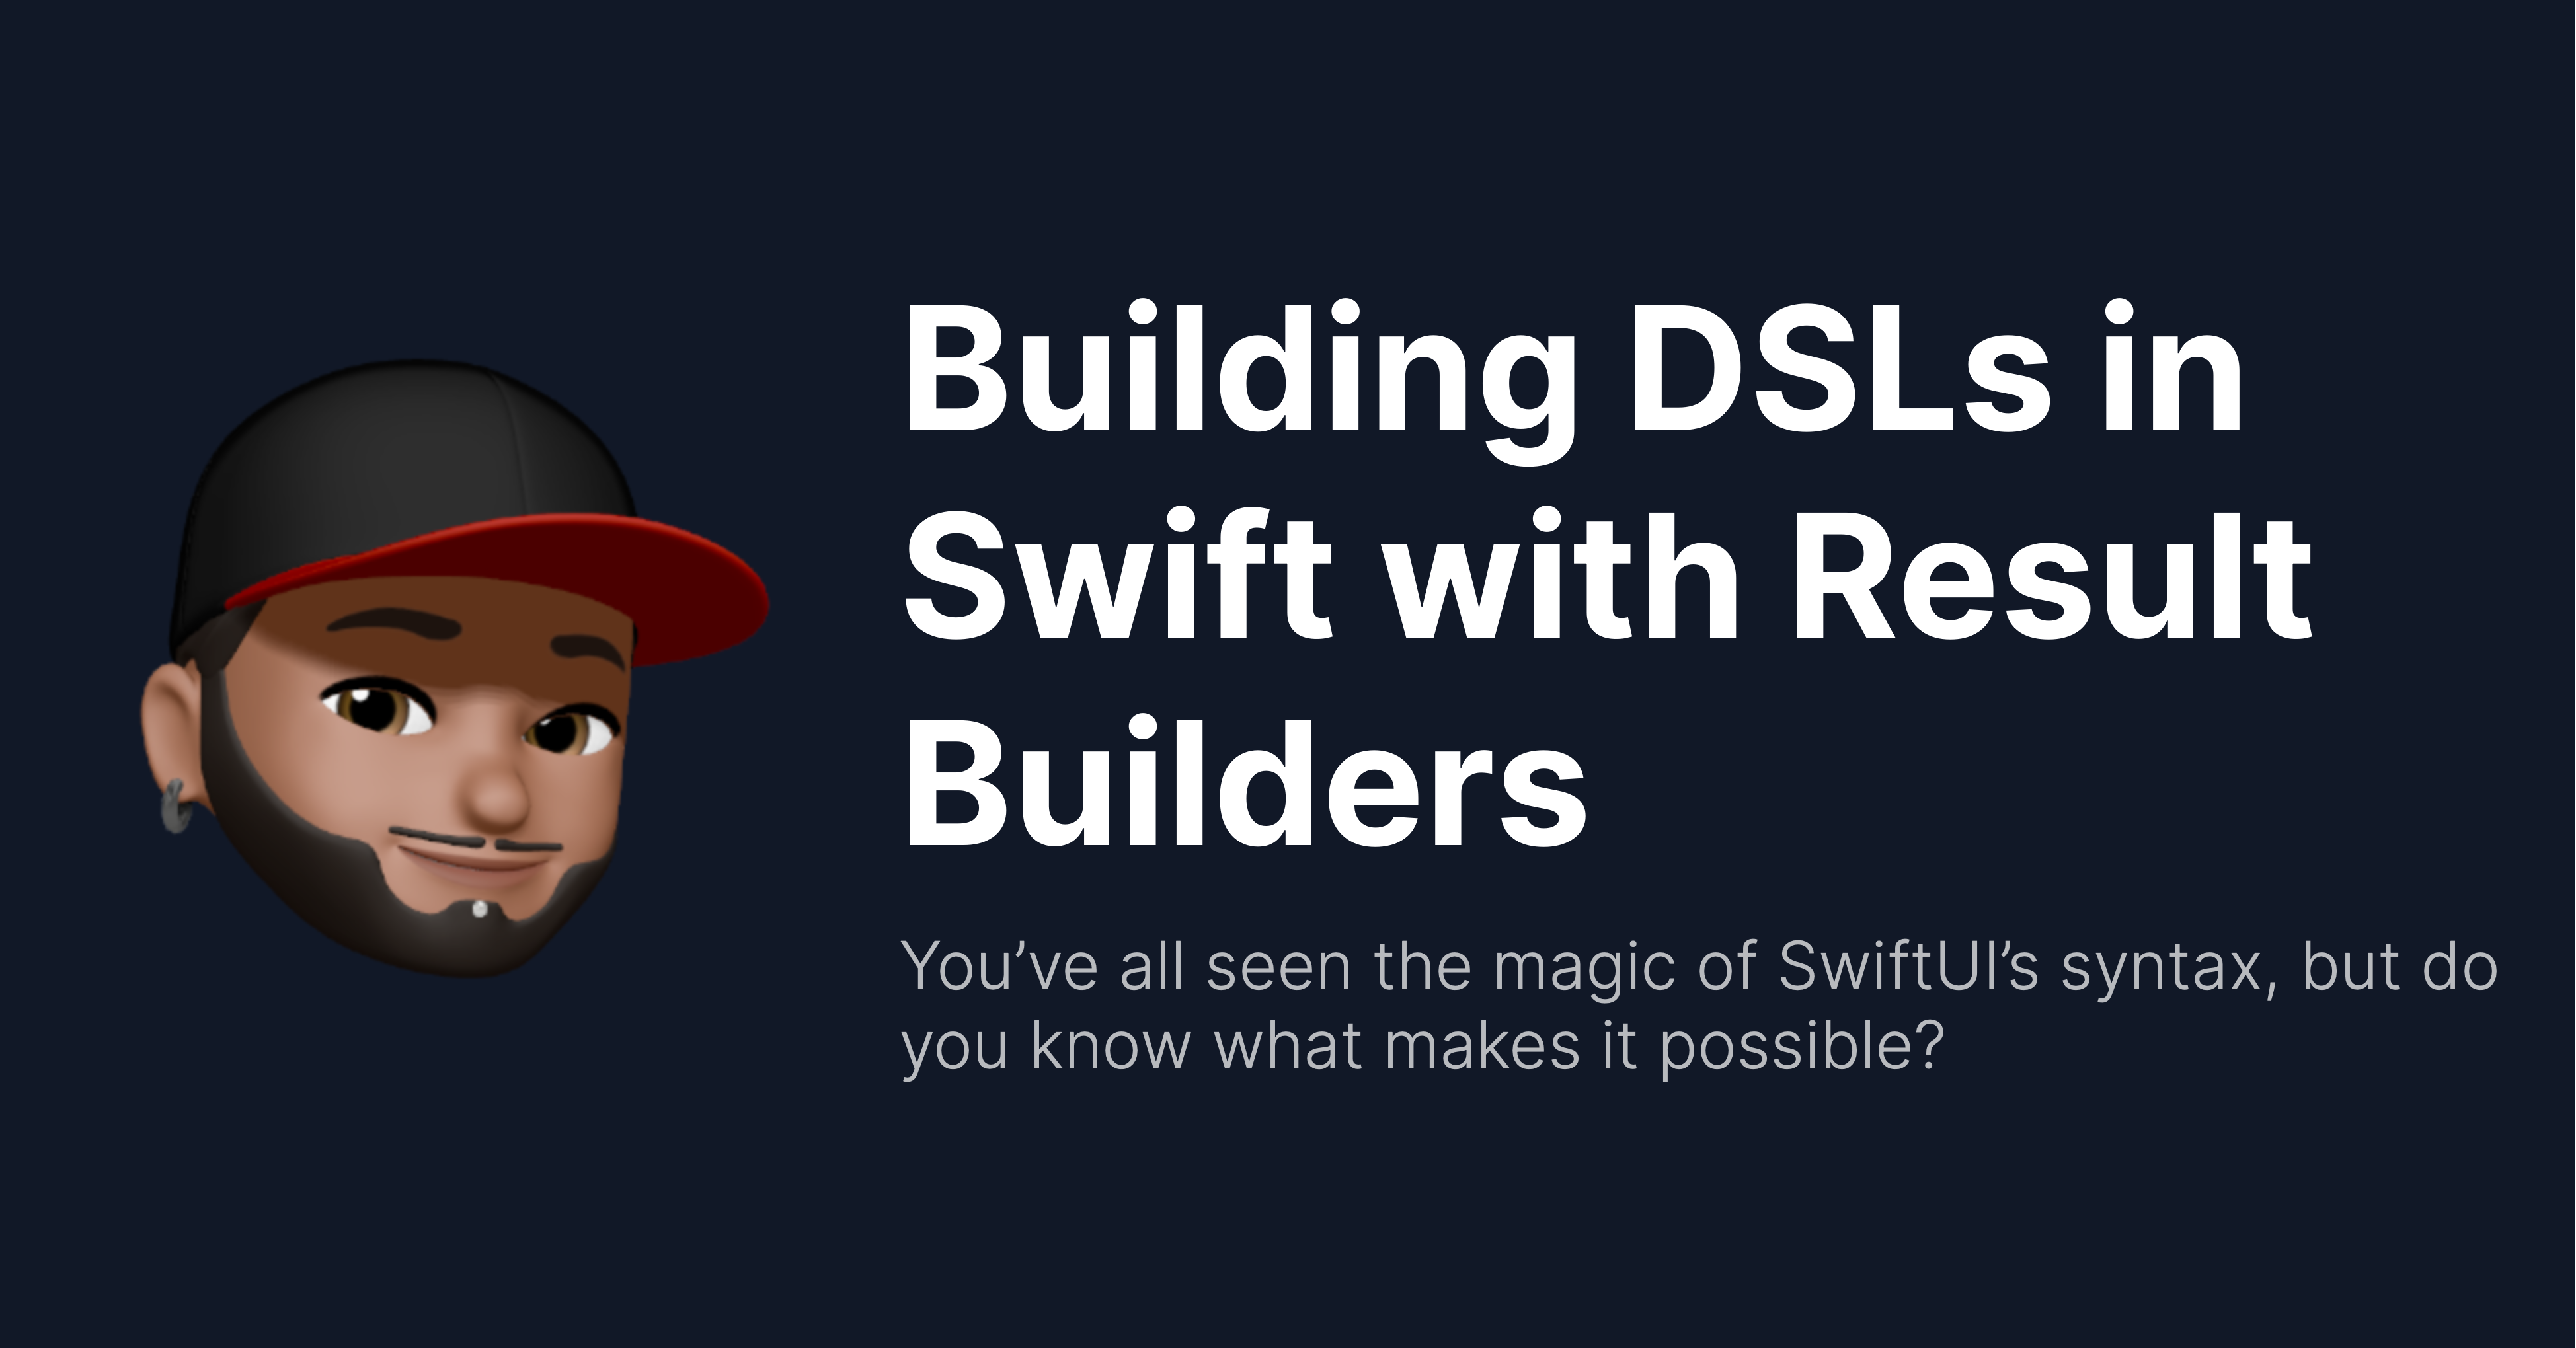 Building DSLs in
Swift with Result
Builders
You’ve all seen the magic of SwiftUI’s syntax, but do
you know what makes it possible?